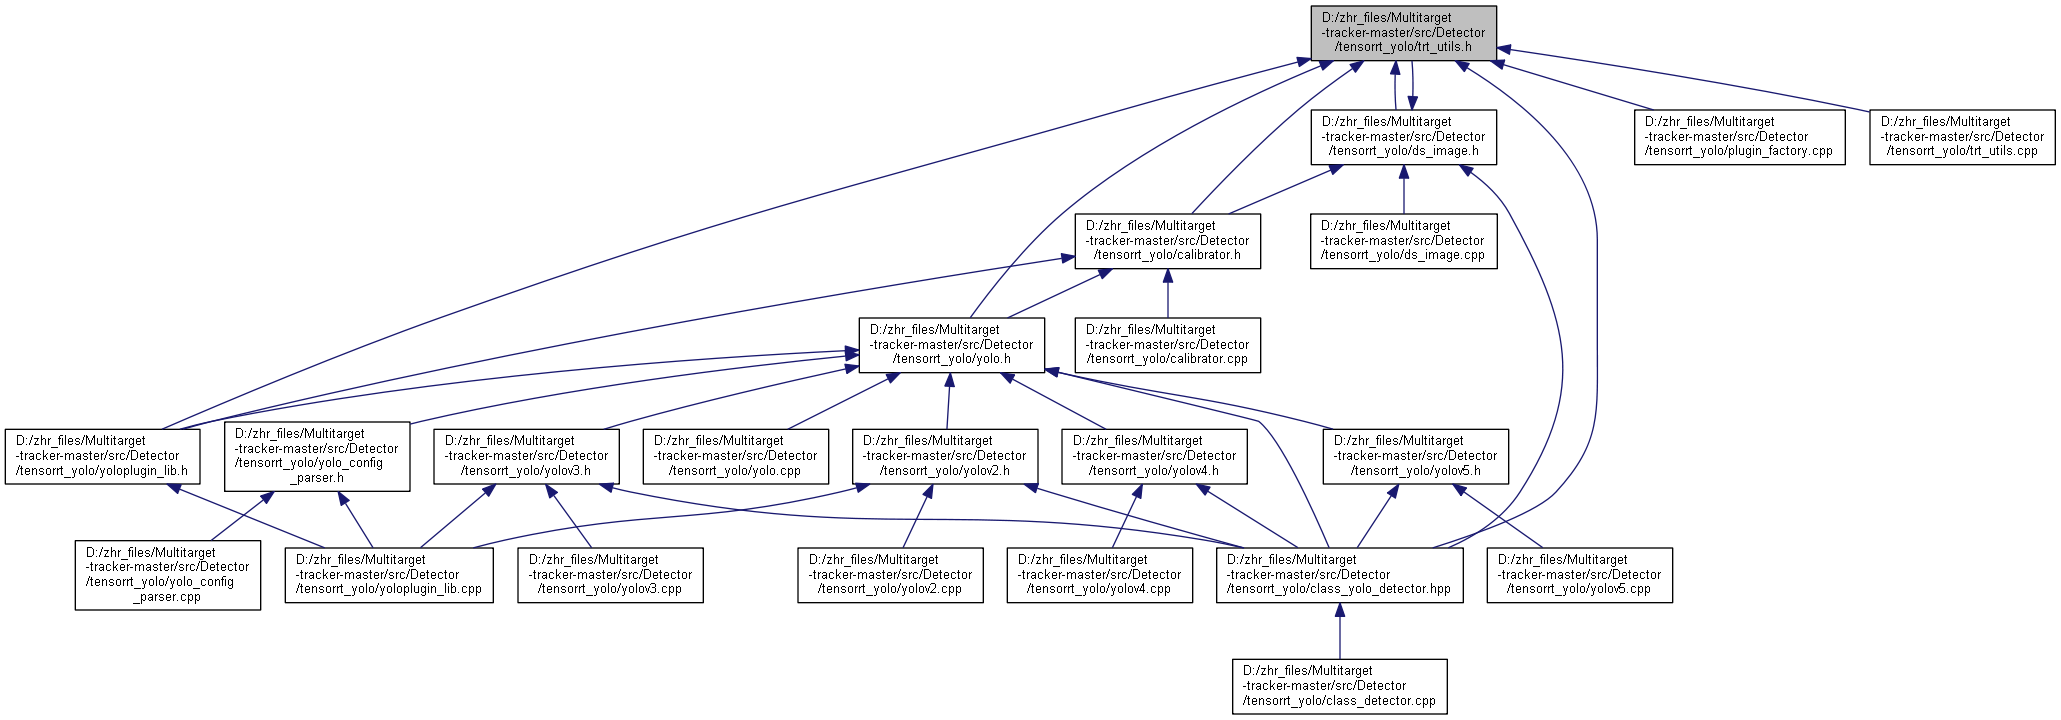 D:/zhr_files/Multitarget
-tracker-master/src/Detector
/tensorrt_yolo/trt_utils.h
D:/zhr_files/Multitarget
-tracker-master/src/Detector
/tensorrt_yolo/ds_image.h
D:/zhr_files/Multitarget
-tracker-master/src/Detector
/tensorrt_yolo/plugin_factory.cpp
D:/zhr_files/Multitarget
-tracker-master/src/Detector
/tensorrt_yolo/trt_utils.cpp
D:/zhr_files/Multitarget
-tracker-master/src/Detector
/tensorrt_yolo/calibrator.h
D:/zhr_files/Multitarget
-tracker-master/src/Detector
/tensorrt_yolo/ds_image.cpp
D:/zhr_files/Multitarget
-tracker-master/src/Detector
/tensorrt_yolo/yolo.h
D:/zhr_files/Multitarget
-tracker-master/src/Detector
/tensorrt_yolo/calibrator.cpp
D:/zhr_files/Multitarget
-tracker-master/src/Detector
/tensorrt_yolo/yoloplugin_lib.h
D:/zhr_files/Multitarget
-tracker-master/src/Detector
/tensorrt_yolo/yolo_config
_parser.h
D:/zhr_files/Multitarget
-tracker-master/src/Detector
/tensorrt_yolo/yolov3.h
D:/zhr_files/Multitarget
-tracker-master/src/Detector
/tensorrt_yolo/yolo.cpp
D:/zhr_files/Multitarget
-tracker-master/src/Detector
/tensorrt_yolo/yolov2.h
D:/zhr_files/Multitarget
-tracker-master/src/Detector
/tensorrt_yolo/yolov4.h
D:/zhr_files/Multitarget
-tracker-master/src/Detector
/tensorrt_yolo/yolov5.h
D:/zhr_files/Multitarget
-tracker-master/src/Detector
/tensorrt_yolo/yolo_config
_parser.cpp
D:/zhr_files/Multitarget
-tracker-master/src/Detector
/tensorrt_yolo/yoloplugin_lib.cpp
D:/zhr_files/Multitarget
-tracker-master/src/Detector
/tensorrt_yolo/yolov3.cpp
D:/zhr_files/Multitarget
-tracker-master/src/Detector
/tensorrt_yolo/yolov2.cpp
D:/zhr_files/Multitarget
-tracker-master/src/Detector
/tensorrt_yolo/yolov4.cpp
D:/zhr_files/Multitarget
-tracker-master/src/Detector
/tensorrt_yolo/class_yolo_detector.hpp
D:/zhr_files/Multitarget
-tracker-master/src/Detector
/tensorrt_yolo/yolov5.cpp
D:/zhr_files/Multitarget
-tracker-master/src/Detector
/tensorrt_yolo/class_detector.cpp